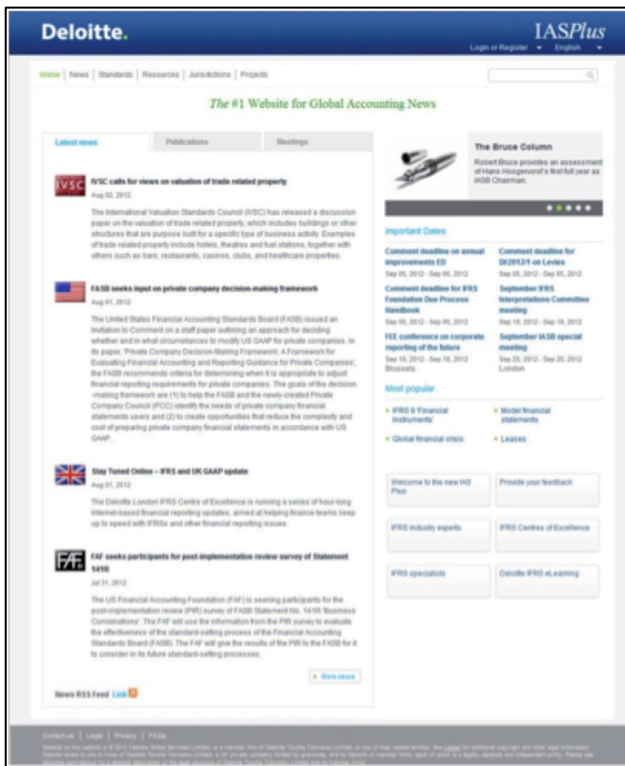 Deloitte.
IASPlus
Login or Register English
Home | News | Standards | Resources | Jurisdictions | Projects
The #1 Website for Global Accounting News
Latest news Publications Meetings
IVSC
IVSC calls for views on valuation of trade related property
Aug 02, 2012
The International Valuation Standards Council (IVSC) has released a discussion
paper on the valuation of trade related property, which includes buildings or other
structures that are purpose built for a specific type of business activity. Examples
of trade related property include hotels, theatres and fuel stations, together with
others such as bars, restaurants, casinos, clubs, and healthcare properties.
FASB seeks input on private company decision-making framework
Aug 01, 2012
The United States Financial Accounting Standards Board (FASB) issued an
Invitation to Comment on a staff paper outlining an approach for deciding
whether and in what circumstances to modify US GAAP for private companies. In
its paper, 'Private Company Decision-Making Framework: A Framework for
Evaluating Financial Accounting and Reporting Guidance for Private Companies',
the FASB recommends criteria for determining when it is appropriate to adjust
financial reporting requirements for private companies. The goals of the decision
-making framework are (1) to help the FASB and the newly-created Private
Company Council (PCC) identify the needs of private company financial
statements users and (2) to create opportunities that reduce the complexity and
cost of preparing private company financial statements in accordance with US
GAAP.
Stay Tuned Online – IFRS and UK GAAP update
Aug 01, 2012
The Deloitte London IFRS Centre of Excellence is running a series of hour-long
Internet-based financial reporting updates, aimed at helping finance teams keep
up to speed with IFRSs and other financial reporting issues.
FAF
FAF seeks participants for post-implementation review survey of Statement
141R
Jul 31, 2012
The US Financial Accounting Foundation (FAF) is seeking participants for the
post-implementation review (PIR) survey of FASB Statement No. 141R 'Business
Combinations'. The FAF will use the information from the PIR survey to evaluate
the effectiveness of the standard-setting process of the Financial Accounting
Standards Board (FASB). The FAF will give the results of the PIR to the FASB for it
to consider in its future standard-setting processes.
More news
News RSS Feed Link
The Bruce Column
Robert Bruce provides an assessment
of Hans Hoogervorst's first full year as
IASB Chairman.
Important Dates
Comment deadline on annual
improvements ED
Sep 05, 2012 - Sep 05, 2012
Comment deadline for
DI/2012/1 on Levies
Sep 05, 2012 - Sep 05, 2012
Comment deadline for IFRS
Foundation Due Process
Handbook
Sep 05, 2012 - Sep 05, 2012
September IFRS
Interpretations Committee
meeting
Sep 18, 2012 - Sep 19, 2012
FEE conference on corporate
reporting of the future
Sep 18, 2012 - Sep 18, 2012
Brussels
September IASB special
meeting
Sep 20, 2012 - Sep 20, 2012
London
Most popular
IFRS 9 'Financial
Instruments'
Model financial
statements
Global financial crisis
Leases
Welcome to the new IAS
Plus
Provide your feedback
IFRS industry experts
IFRS Centres of Excellence
IFRS specialists
Deloitte IFRS eLearning
Contact us | Legal | Privacy | FAQs